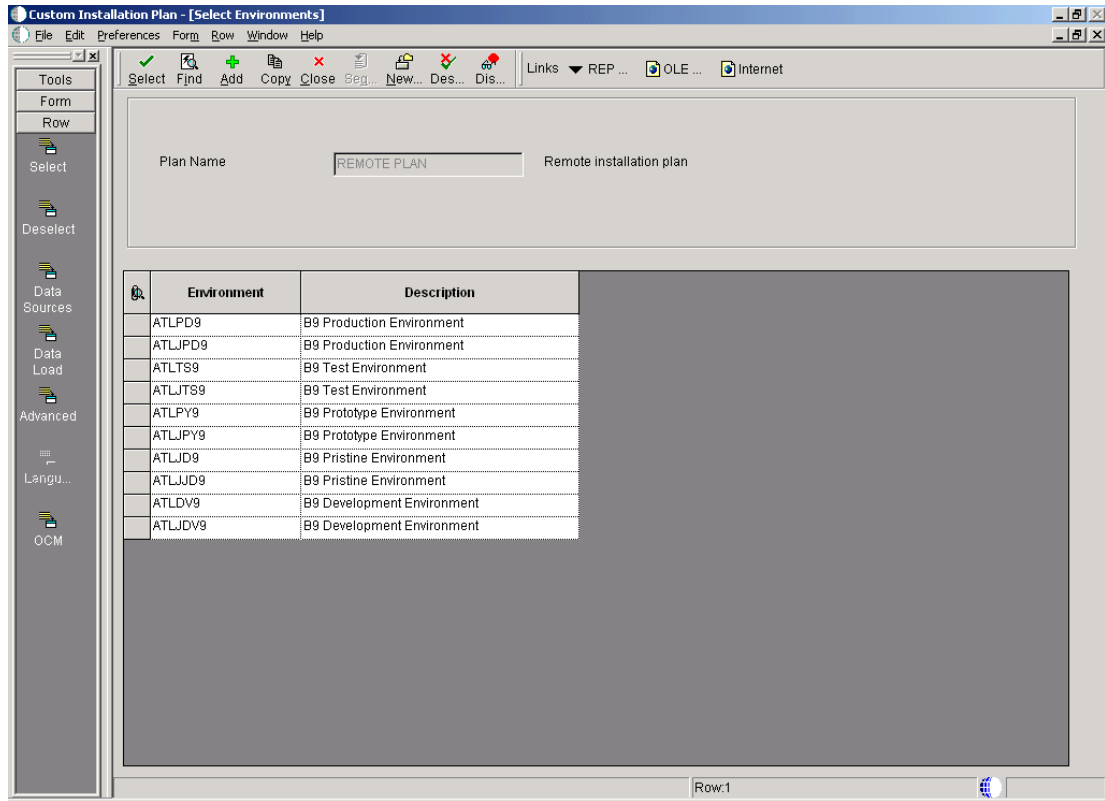 Custom Installation Plan - [Select Environments]
File Edit Preferences Form Row Window Help
Tools
Form
Row
Select
Deselect
Data Sources
Data Load
Advanced
Langu...
OCM
Select Find Add Copy Close Seq... New... Des... Dis... Links REP ... OLE ... Internet
Plan Name REMOTE PLAN Remote installation plan
Environment Description
ATLPD9 B9 Production Environment
ATLJPD9 B9 Production Environment
ATLTS9 B9 Test Environment
ATLJTS9 B9 Test Environment
ATLPY9 B9 Prototype Environment
ATLJPY9 B9 Prototype Environment
ATLJD9 B9 Pristine Environment
ATLJJD9 B9 Pristine Environment
ATLDV9 B9 Development Environment
ATLJDV9 B9 Development Environment
Row:1